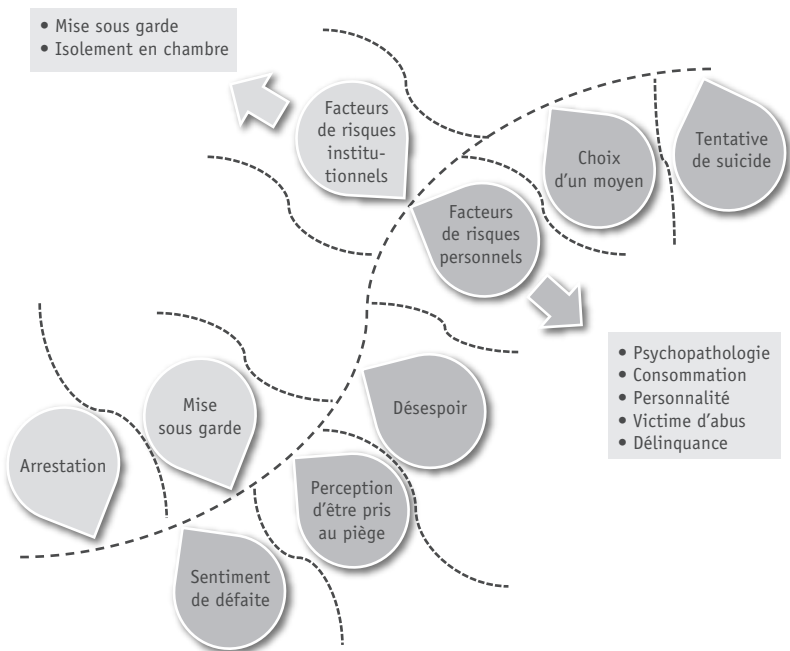 • Mise sous garde
• Isolement en chambre
Facteurs
de risques
institu-
tionnels
Choix
d'un moyen
Tentative
de suicide
Facteurs
de risques
personnels
• Psychopathologie
• Consommation
• Personnalité
• Victime d'abus
• Délinquance
Mise
sous garde
Désespoir
Arrestation
Perception
d'être pris
au piège
Sentiment
de défaite